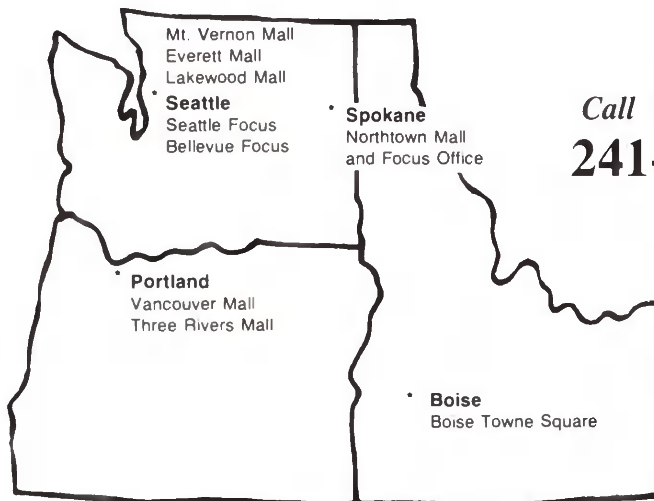 Mt. Vernon Mall
Everett Mall
Lakewood Mall
Seattle
Seattle Focus
Bellevue Focus
Spokane
Northtown Mall
and Focus Office
Call
241-
Portland
Vancouver Mall
Three Rivers Mall
Boise
Boise Towne Square